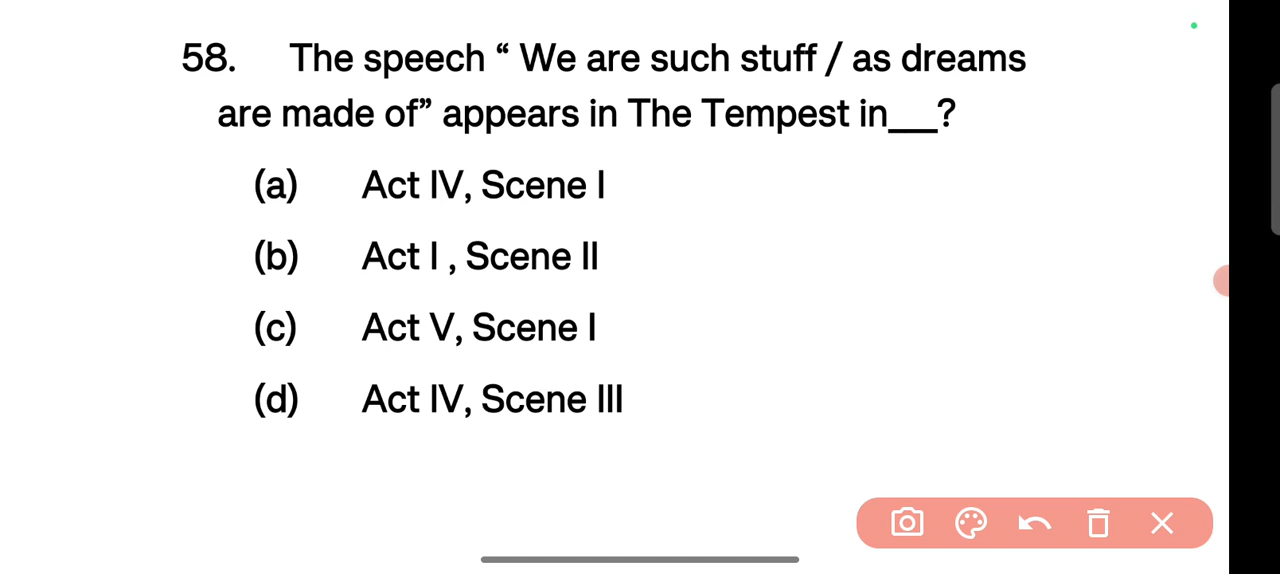 58. The speech “ We are such stuff / as dreams
are made of” appears in The Tempest in___?
(a) Act IV, Scene I
(b) Act I , Scene II
(c) Act V, Scene I
(d) Act IV, Scene III